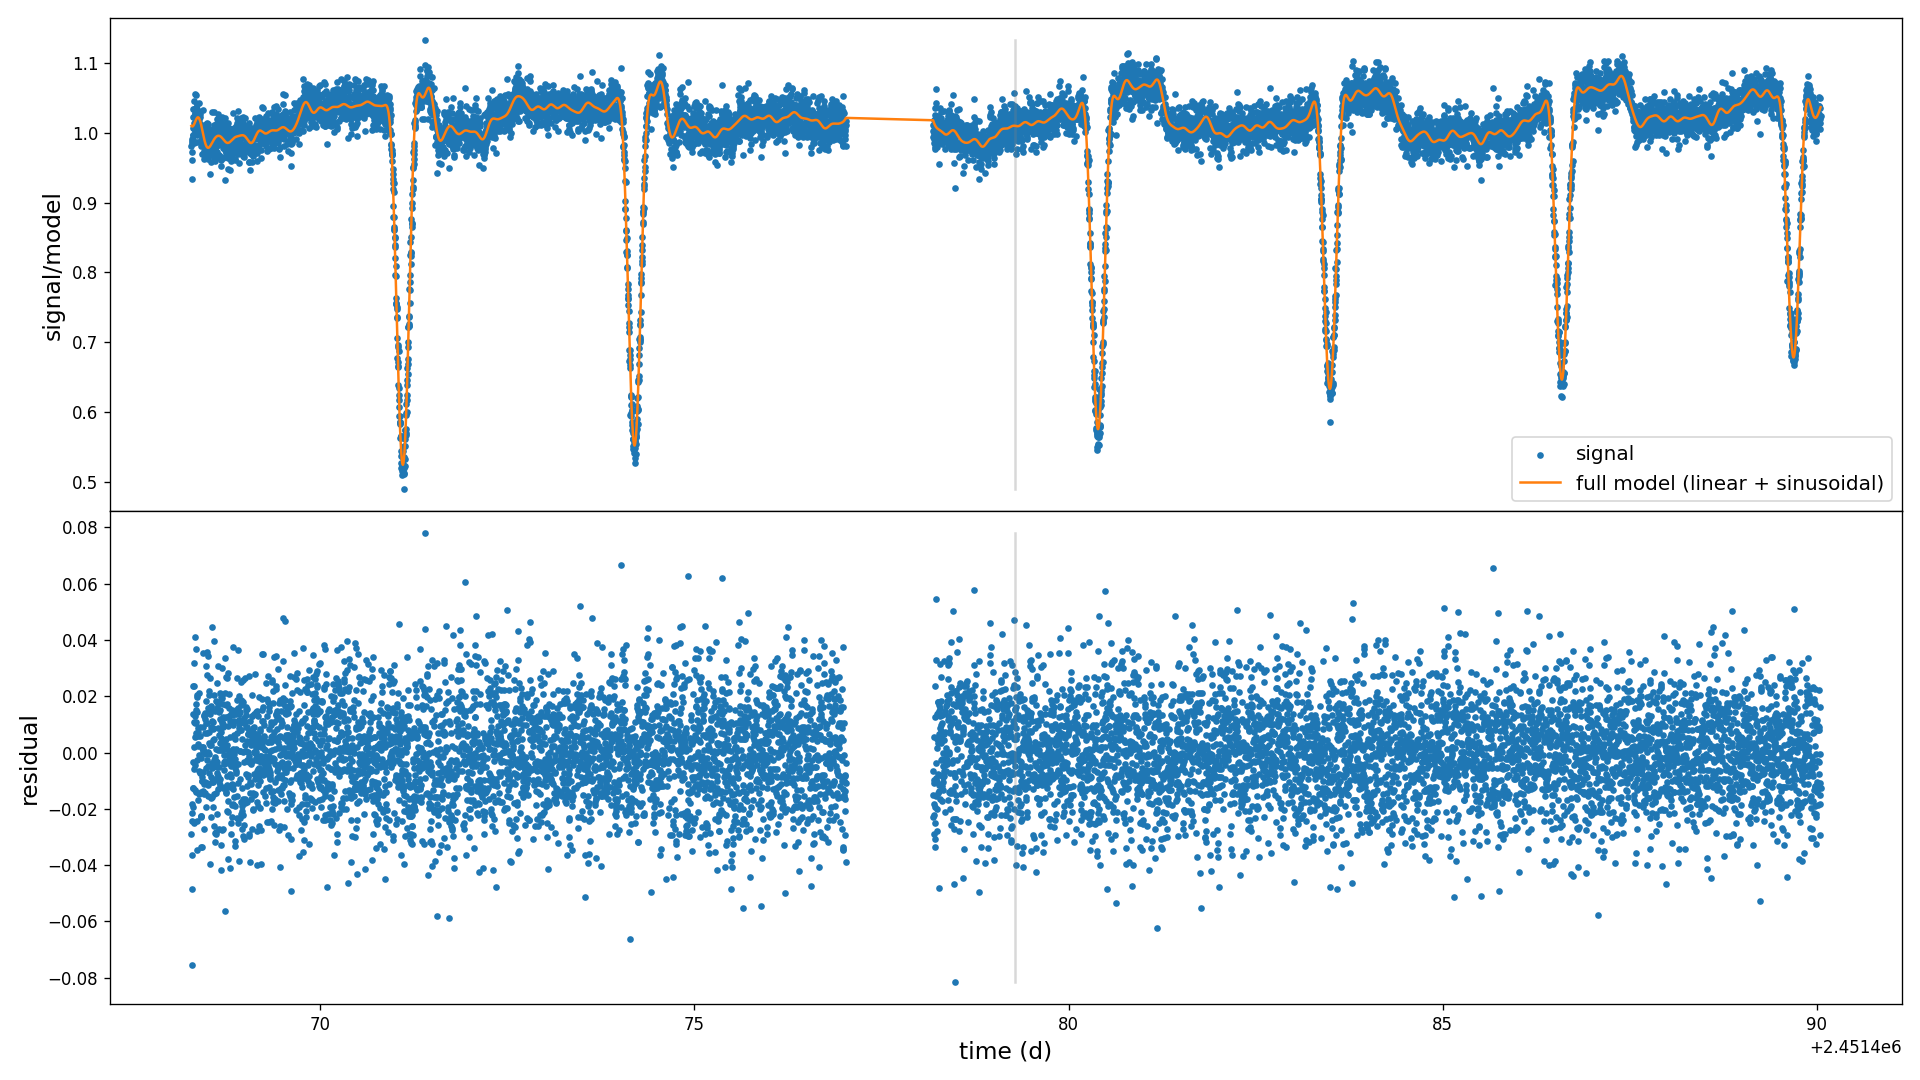 1.1
1.0
0.9
0.8
0.7
0.6
0.5
signal/model
signal
full model (linear + sinusoidal)
0.08
0.06
0.04
0.02
0.00
−0.02
−0.04
−0.06
−0.08
residual
70 75 80 85 90
time (d)
+2.4514e6